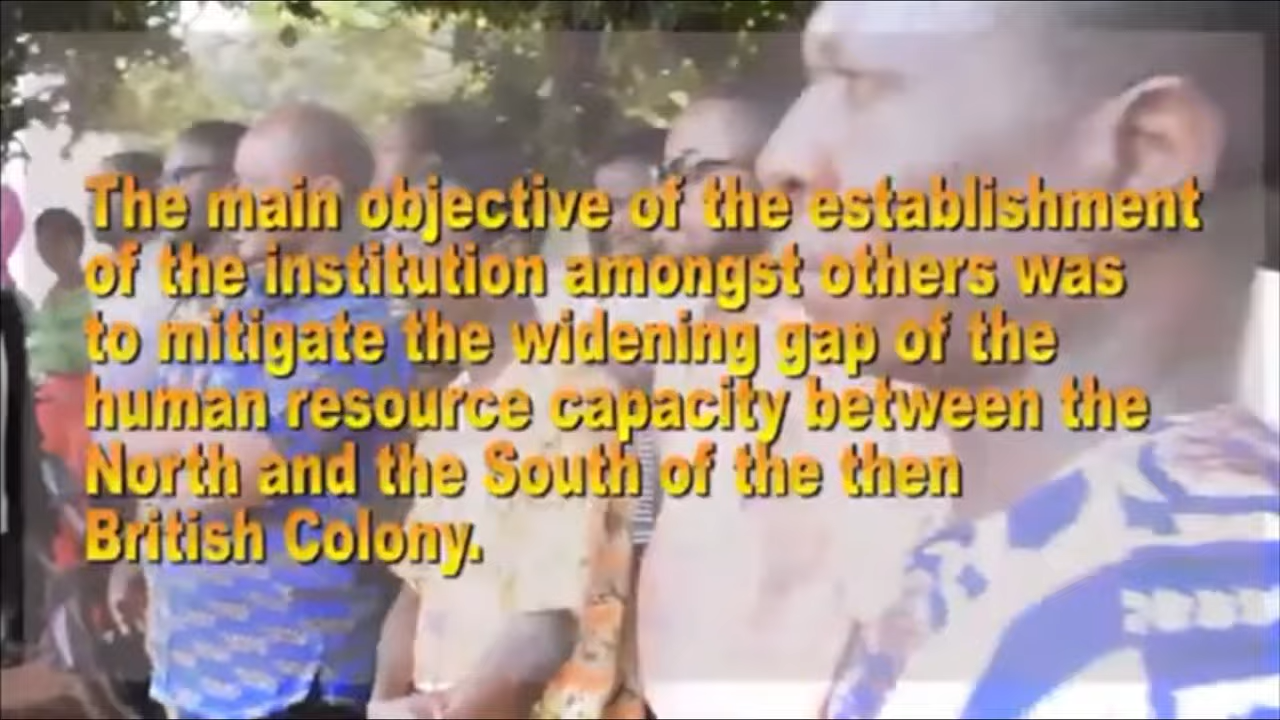 The main objective of the establishment
of the institution amongst others was
to mitigate the widening gap of the
human resource capacity between the
North and the South of the then
British Colony.